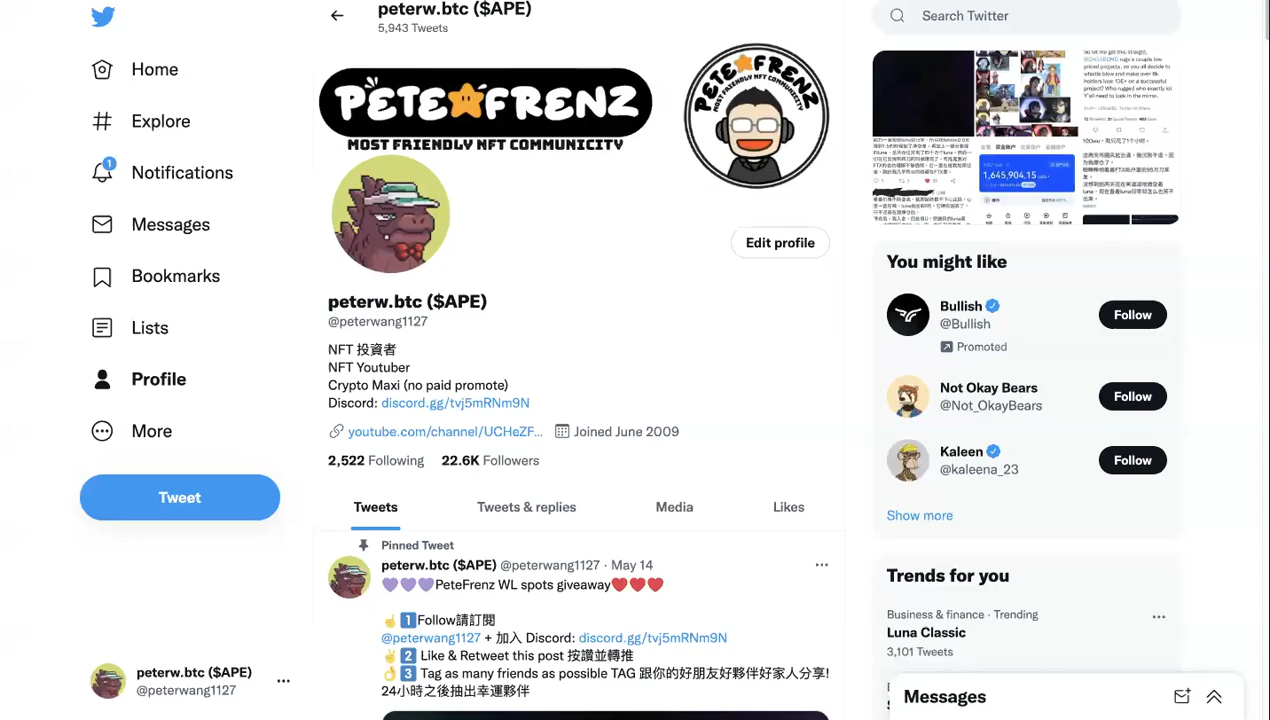 peterw.btc ($APE)
5,943 Tweets
Search Twitter
Home
Explore
1
Notifications
Messages
Bookmarks
Lists
Profile
More
Tweet
peterw.btc ($APE)
@peterwang1127
PETE FRENZ
MOST FRIENDLY NFT COMMUNICITY
PETE FRENZ
MOST FRIENDLY NFT COMMUNICITY
Edit profile
peterw.btc ($APE)
@peterwang1127
NFT 投資者
NFT Youtuber
Crypto Maxi (no paid promote)
Discord: discord.gg/tvj5mRNm9N
youtube.com/channel/UCHeZF... Joined June 2009
2,522 Following 22.6K Followers
Tweets Tweets & replies Media Likes
Pinned Tweet
peterw.btc ($APE) @peterwang1127 · May 14
💜💜💜PeteFrenz WL spots giveaway❤️❤️❤️
☝️1️⃣Follow請訂閱
@peterwang1127 + 加入 Discord: discord.gg/tvj5mRNm9N
✌️2️⃣ Like & Retweet this post 按讚並轉推
👌3️⃣ Tag as many friends as possible TAG 跟你的好朋友好夥伴好家人分享!
24小時之後抽出幸運夥伴
1,645,904.15
You might like
Bullish
@Bullish
Promoted
Follow
Not Okay Bears
@Not_OkayBears
Follow
Kaleen
@kaleena_23
Follow
Show more
Trends for you
Business & finance · Trending
Luna Classic
3,101 Tweets
Messages